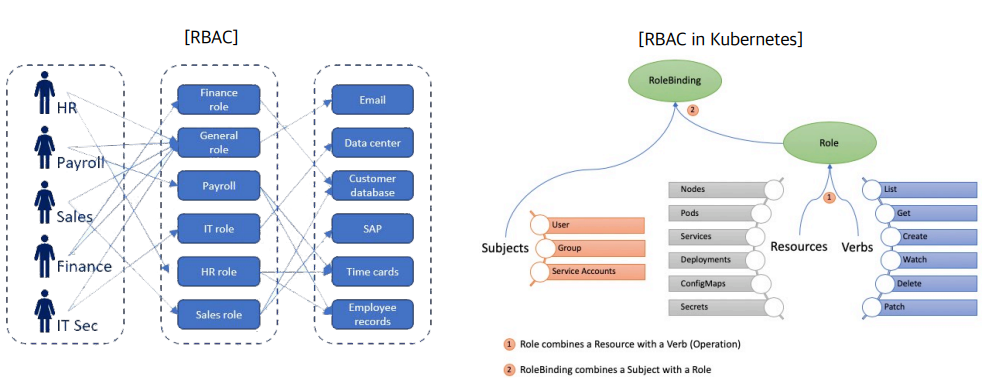 [RBAC]
HR
Payroll
Sales
Finance
IT Sec
Finance
role
General
role
Payroll
IT role
HR role
Sales role
Email
Data center
Customer
database
SAP
Time cards
Employee
records
[RBAC in Kubernetes]
RoleBinding
2
Role
1
Subjects
User
Group
Service Accounts
Nodes
Pods
Services
Deployments
ConfigMaps
Secrets
Resources
Verbs
List
Get
Create
Watch
Delete
Patch
1 Role combines a Resource with a Verb (Operation)
2 RoleBinding combines a Subject with a Role